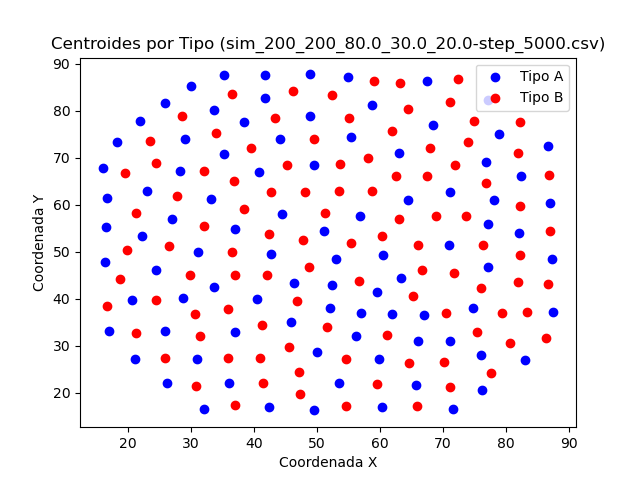 Centroides por Tipo (sim_200_200_80.0_30.0_20.0-step_5000.csv)
Tipo A
Tipo B
90
80
70
60
50
40
30
20
Coordenada Y
20 30 40 50 60 70 80 90
Coordenada X